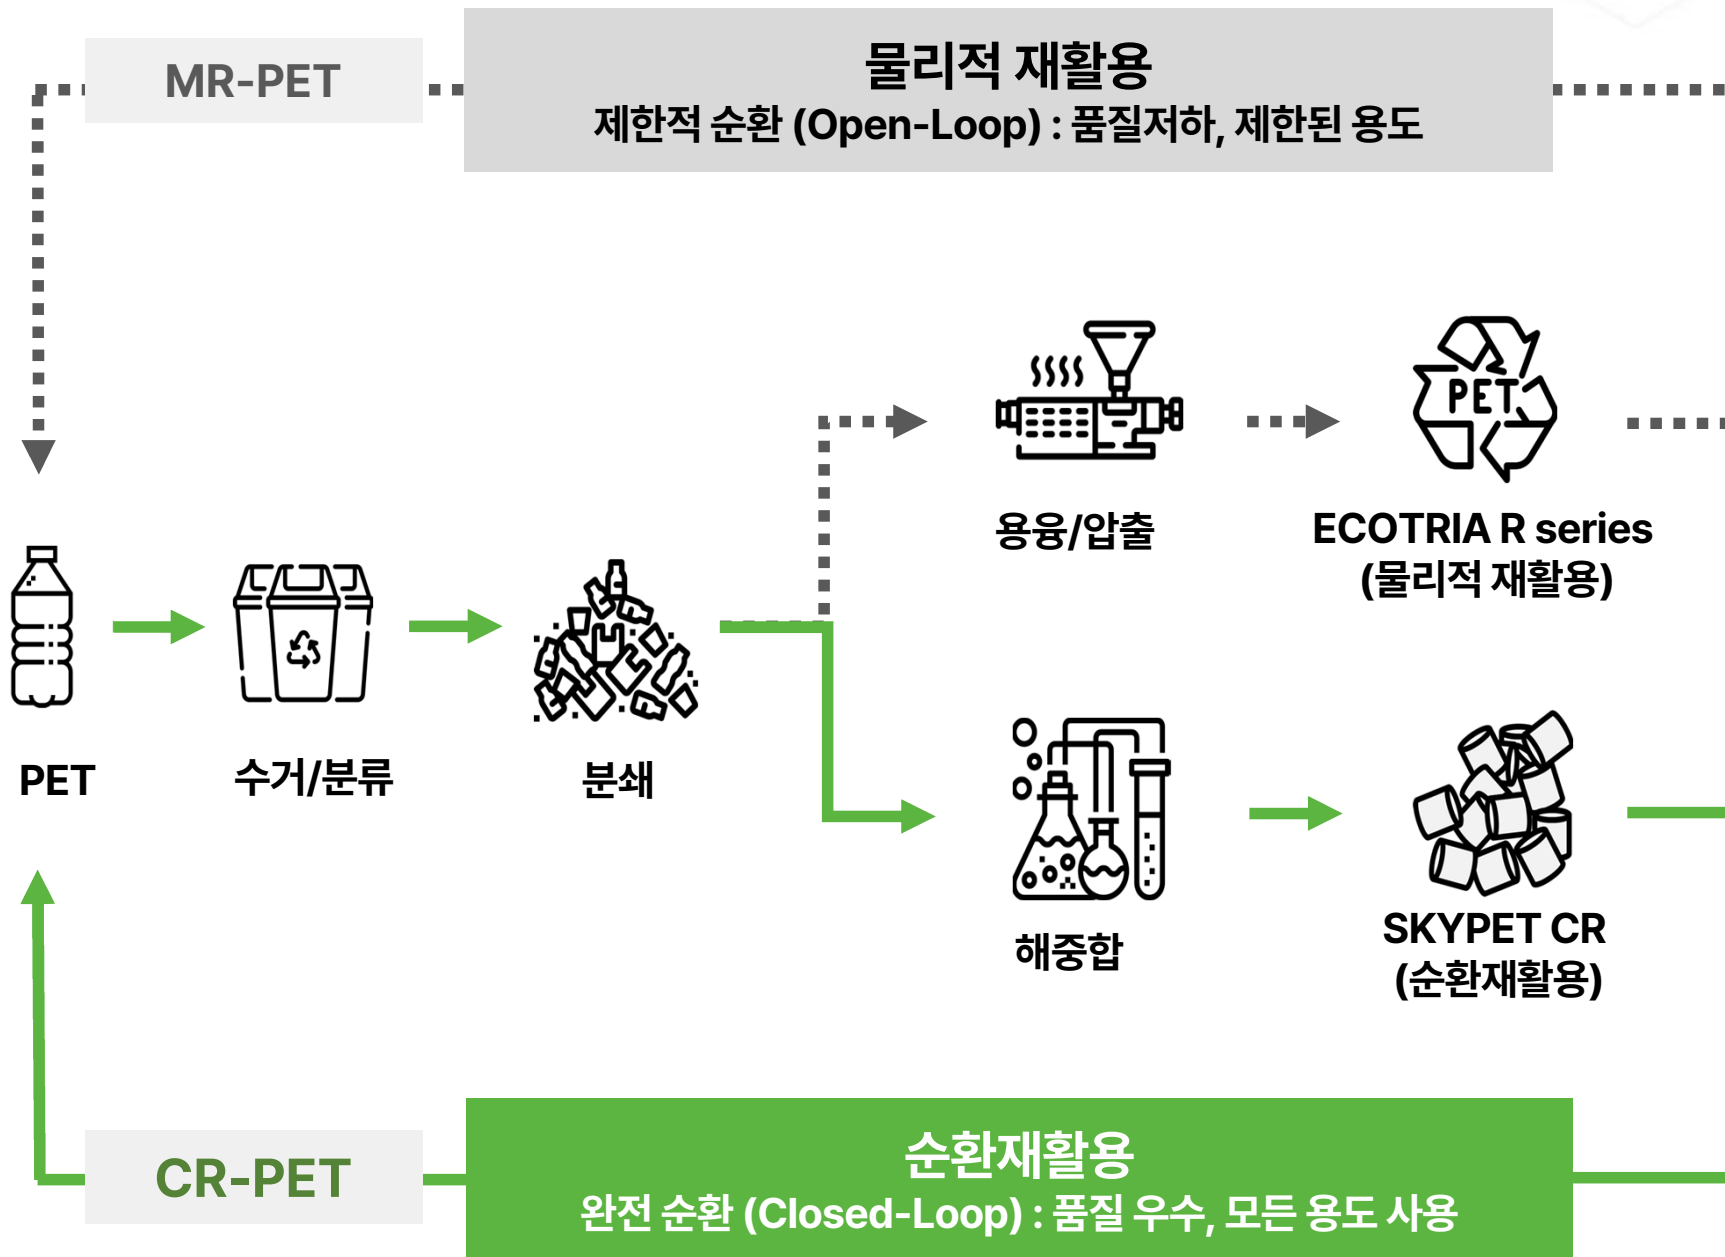 MR-PET
물리적 재활용
제한적 순환 (Open-Loop) : 품질저하, 제한된 용도
PET
용융/압출
ECOTRIA R series
(물리적 재활용)
PET
수거/분류
분쇄
해중합
SKYPET CR
(순환재활용)
CR-PET
순환재활용
완전 순환 (Closed-Loop) : 품질 우수, 모든 용도 사용